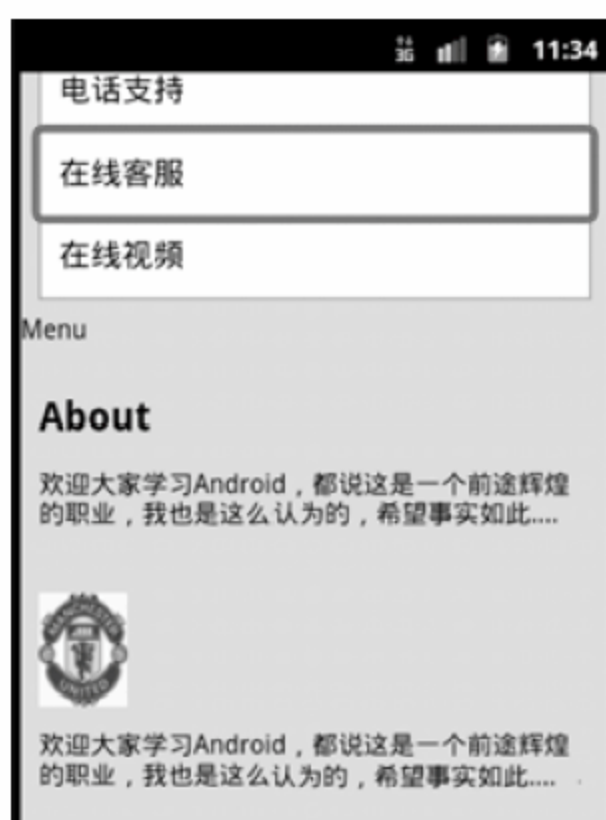 3G 11:34
电话支持
在线客服
在线视频
Menu
About
欢迎大家学习Android，都说这是一个前途辉煌
的职业，我也是这么认为的，希望事实如此....
MANCHESTER
UNITED
欢迎大家学习Android，都说这是一个前途辉煌
的职业，我也是这么认为的，希望事实如此....